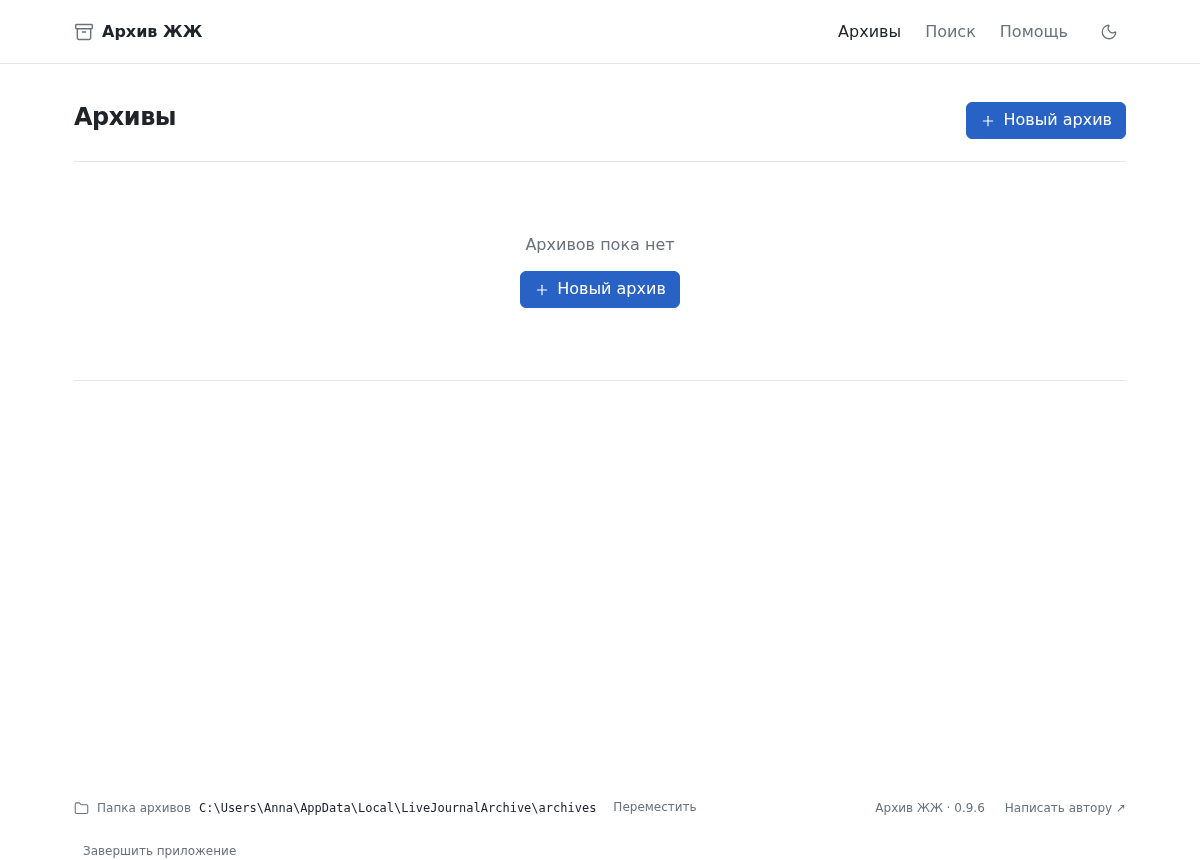 Архив ЖЖ Архивы Поиск Помощь
Архивы + Новый архив
Архивов пока нет
+ Новый архив
Папка архивов C:\Users\Anna\AppData\Local\LiveJournalArchive\archives Переместить Архив ЖЖ · 0.9.6 Написать автору ↗
Завершить приложение